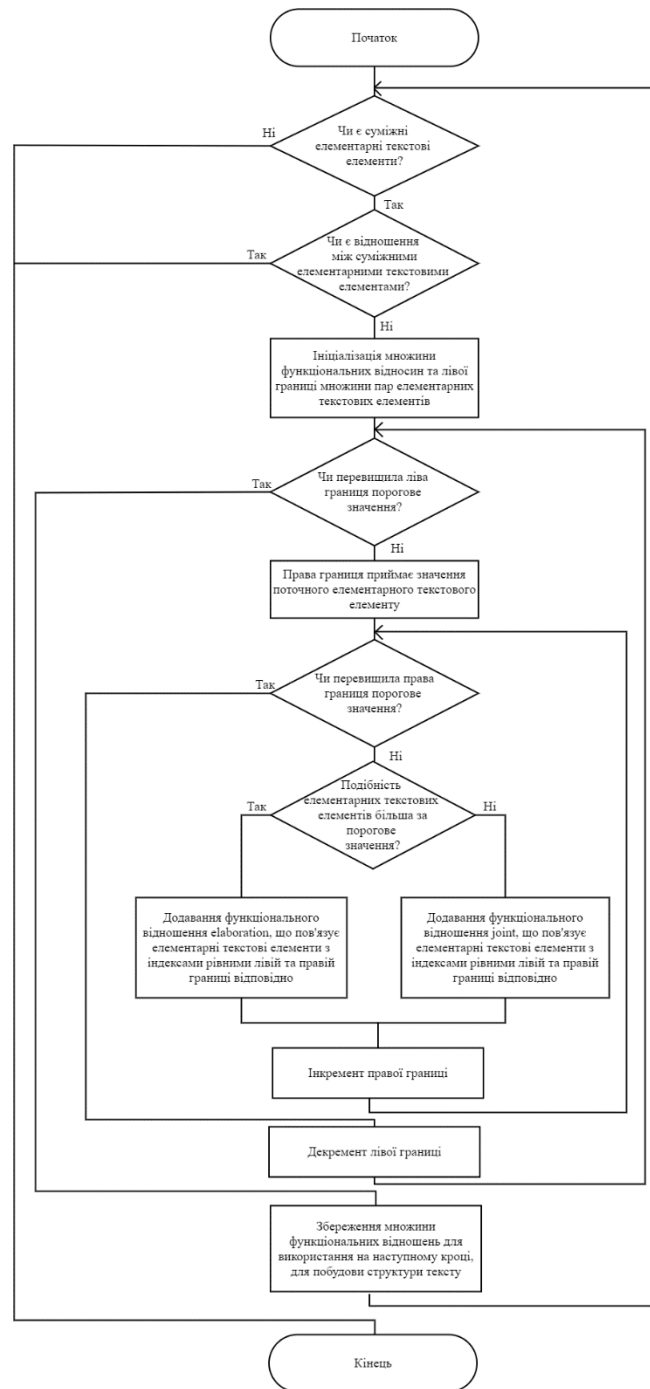 Початок
Ні
Чи є суміжні
елементарні текстові
елементи?
Так
Так
Чи є відношення
між суміжними
елементарними текстовими
елементами?
Ні
Ініціалізація множини
функціональних відносин та лівої
границі множини пар елементарних
текстових елементів
Так
Чи перевищила ліва
границя порогове
значення?
Ні
Права границя приймає значення
поточного елементарного текстового
елементу
Так
Чи перевищила права
границя порогове
значення?
Ні
Так
Подібність
елементарних текстових
елементів більша за
порогове
значення?
Ні
Додавання функціонального
відношення elaboration, що пов'язує
елементарні текстові елементи з
індексами рівними лівій та правій
границі відповідно
Додавання функціонального
відношення joint, що пов'язує
елементарні текстові елементи з
індексами рівними лівій та правій
границі відповідно
Інкремент правої границі
Декремент лівої границі
Збереження множини
функціональних відношень для
використання на наступному кроці,
для побудови структури тексту
Кінець